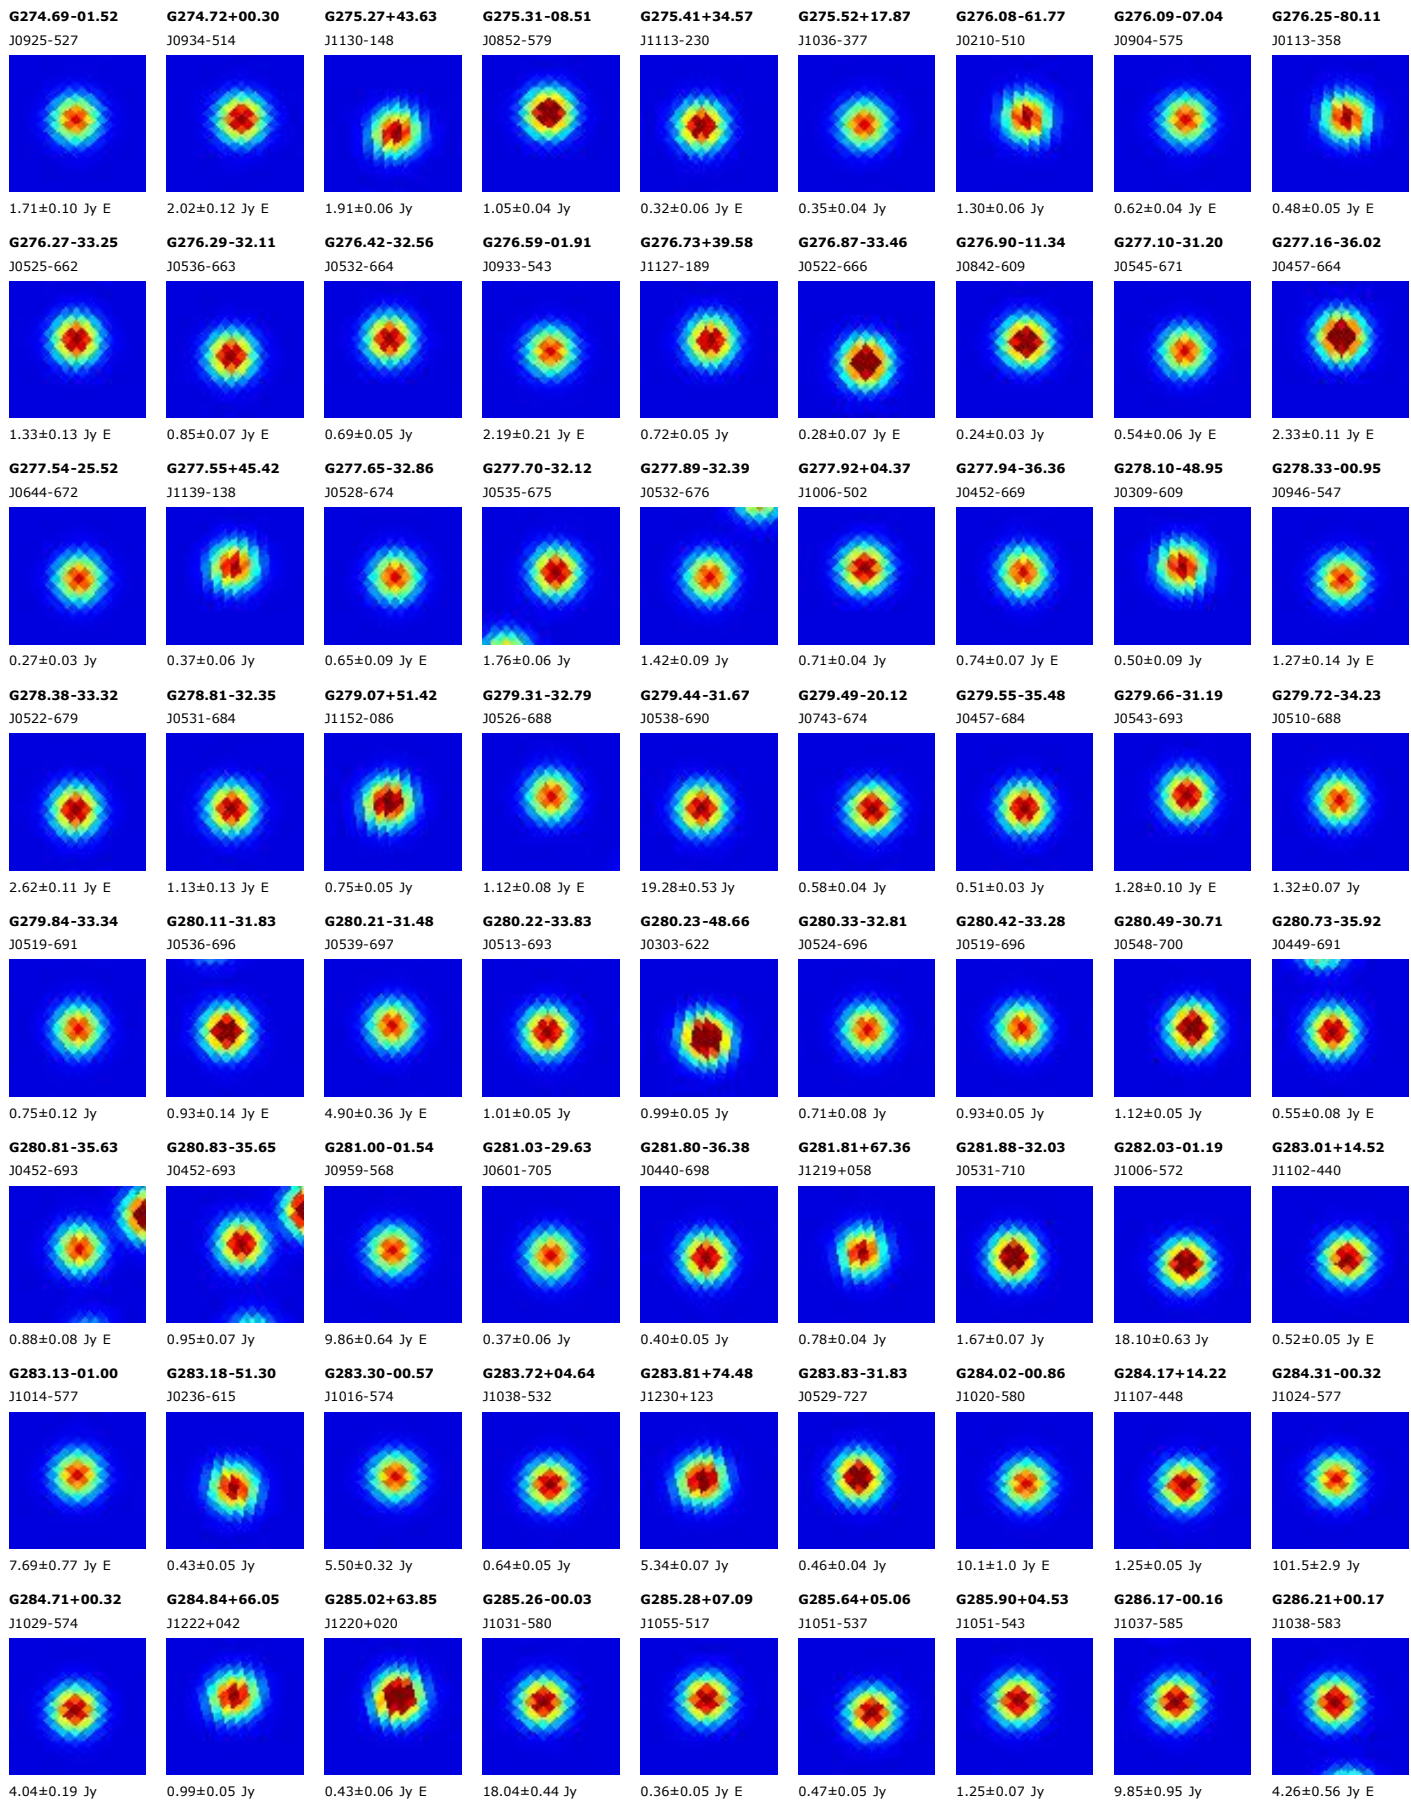 G274.69-01.52 G274.72+00.30 G275.27+43.63 G275.31-08.51 G275.41+34.57 G275.52+17.87 G276.08-61.77 G276.09-07.04 G276.25-80.11
J0925-527 J0934-514 J1130-148 J0852-579 J1113-230 J1036-377 J0210-510 J0904-575 J0113-358
1.71±0.10 Jy E 2.02±0.12 Jy E 1.91±0.06 Jy 1.05±0.04 Jy 0.32±0.06 Jy E 0.35±0.04 Jy 1.30±0.06 Jy 0.62±0.04 Jy E 0.48±0.05 Jy E
G276.27-33.25 G276.29-32.11 G276.42-32.56 G276.59-01.91 G276.73+39.58 G276.87-33.46 G276.90-11.34 G277.10-31.20 G277.16-36.02
J0525-662 J0536-663 J0532-664 J0933-543 J1127-189 J0522-666 J0842-609 J0545-671 J0457-664
1.33±0.13 Jy E 0.85±0.07 Jy E 0.69±0.05 Jy 2.19±0.21 Jy E 0.72±0.05 Jy 0.28±0.07 Jy E 0.24±0.03 Jy 0.54±0.06 Jy E 2.33±0.11 Jy E
G277.54-25.52 G277.55+45.42 G277.65-32.86 G277.70-32.12 G277.89-32.39 G277.92+04.37 G277.94-36.36 G278.10-48.95 G278.33-00.95
J0644-672 J1139-138 J0528-674 J0535-675 J0532-676 J1006-502 J0452-669 J0309-609 J0946-547
0.27±0.03 Jy 0.37±0.06 Jy 0.65±0.09 Jy E 1.76±0.06 Jy 1.42±0.09 Jy 0.71±0.04 Jy 0.74±0.07 Jy E 0.50±0.09 Jy 1.27±0.14 Jy E
G278.38-33.32 G278.81-32.35 G279.07+51.42 G279.31-32.79 G279.44-31.67 G279.49-20.12 G279.55-35.48 G279.66-31.19 G279.72-34.23
J0522-679 J0531-684 J1152-086 J0526-688 J0538-690 J0743-674 J0457-684 J0543-693 J0510-688
2.62±0.11 Jy E 1.13±0.13 Jy E 0.75±0.05 Jy 1.12±0.08 Jy E 19.28±0.53 Jy 0.58±0.04 Jy 0.51±0.03 Jy 1.28±0.10 Jy E 1.32±0.07 Jy
G279.84-33.34 G280.11-31.83 G280.21-31.48 G280.22-33.83 G280.23-48.66 G280.33-32.81 G280.42-33.28 G280.49-30.71 G280.73-35.92
J0519-691 J0536-696 J0539-697 J0513-693 J0303-622 J0524-696 J0519-696 J0548-700 J0449-691
0.75±0.12 Jy 0.93±0.14 Jy E 4.90±0.36 Jy E 1.01±0.05 Jy 0.99±0.05 Jy 0.71±0.08 Jy 0.93±0.05 Jy 1.12±0.05 Jy 0.55±0.08 Jy E
G280.81-35.63 G280.83-35.65 G281.00-01.54 G281.03-29.63 G281.80-36.38 G281.81+67.36 G281.88-32.03 G282.03-01.19 G283.01+14.52
J0452-693 J0452-693 J0959-568 J0601-705 J0440-698 J1219+058 J0531-710 J1006-572 J1102-440
0.88±0.08 Jy E 0.95±0.07 Jy 9.86±0.64 Jy E 0.37±0.06 Jy 0.40±0.05 Jy 0.78±0.04 Jy 1.67±0.07 Jy 18.10±0.63 Jy 0.52±0.05 Jy E
G283.13-01.00 G283.18-51.30 G283.30-00.57 G283.72+04.64 G283.81+74.48 G283.83-31.83 G284.02-00.86 G284.17+14.22 G284.31-00.32
J1014-577 J0236-615 J1016-574 J1038-532 J1230+123 J0529-727 J1020-580 J1107-448 J1024-577
7.69±0.77 Jy E 0.43±0.05 Jy 5.50±0.32 Jy 0.64±0.05 Jy 5.34±0.07 Jy 0.46±0.04 Jy 10.1±1.0 Jy E 1.25±0.05 Jy 101.5±2.9 Jy
G284.71+00.32 G284.84+66.05 G285.02+63.85 G285.26-00.03 G285.28+07.09 G285.64+05.06 G285.90+04.53 G286.17-00.16 G286.21+00.17
J1029-574 J1222+042 J1220+020 J1031-580 J1055-517 J1051-537 J1051-543 J1037-585 J1038-583
4.04±0.19 Jy 0.99±0.05 Jy 0.43±0.06 Jy E 18.04±0.44 Jy 0.36±0.05 Jy E 0.47±0.05 Jy 1.25±0.07 Jy 9.85±0.95 Jy 4.26±0.56 Jy E